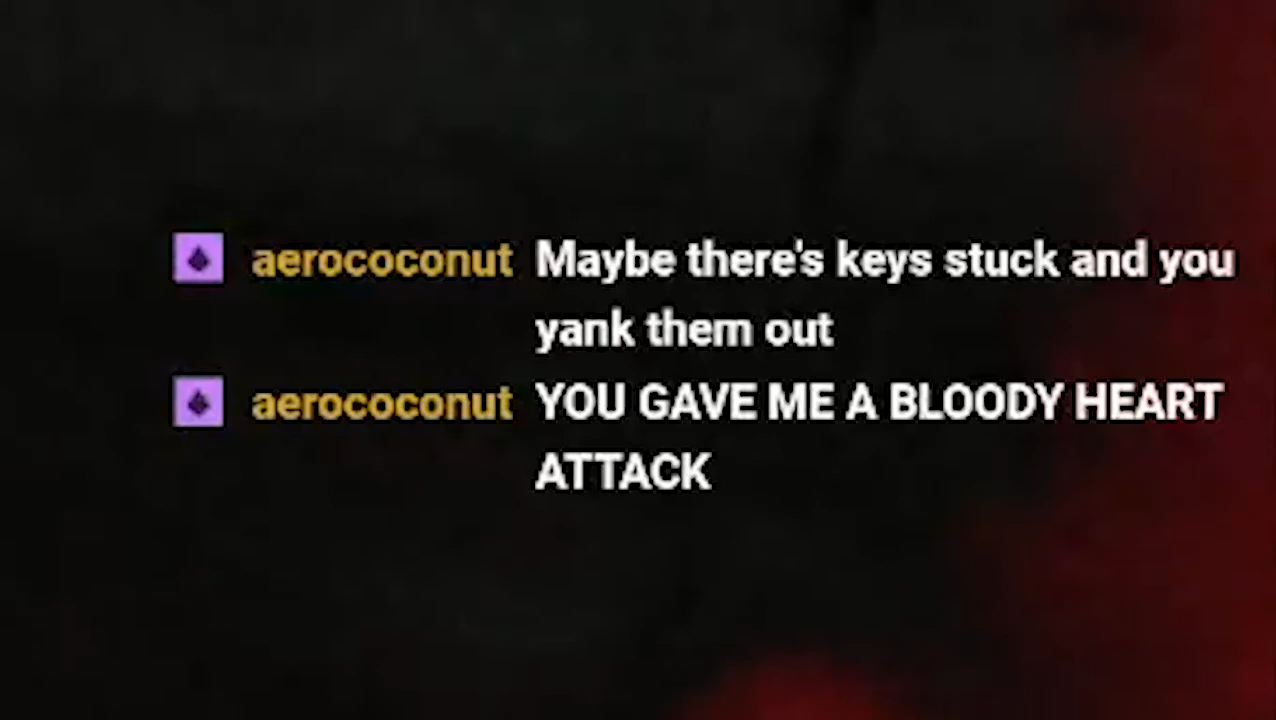 aerococonut Maybe there's keys stuck and you
yank them out
aerococonut YOU GAVE ME A BLOODY HEART
ATTACK